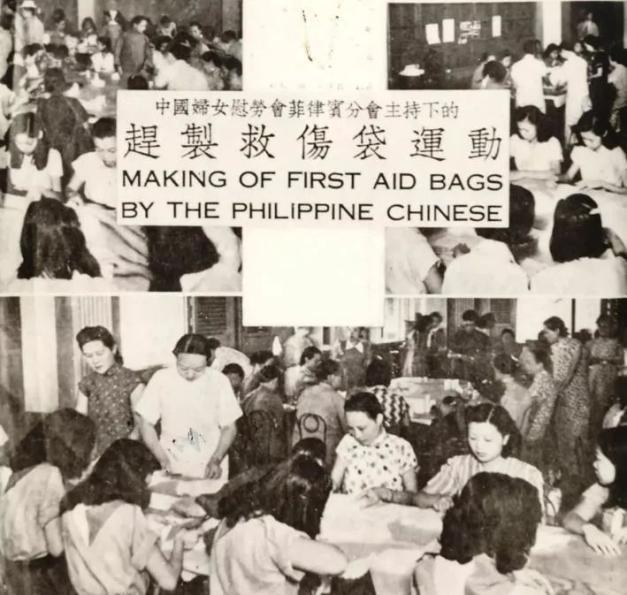 中國婦女慰勞會菲律濱分會主持下的
趕製救傷袋運動
MAKING OF FIRST AID BAGS
BY THE PHILIPPINE CHINESE